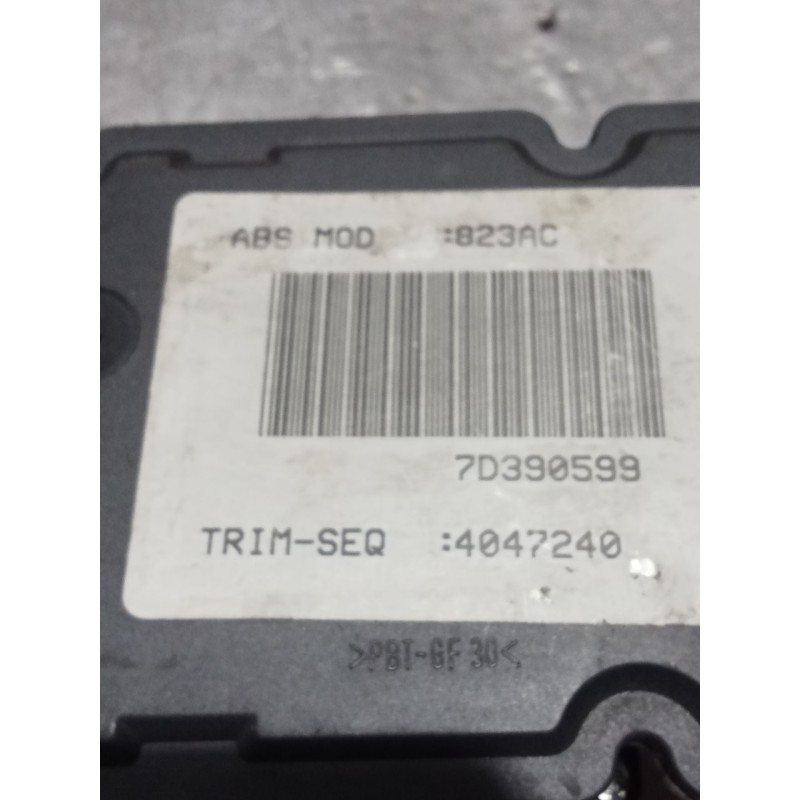 ABS MOD :823AC
7D390599
TRIM-SEQ :4047240
>PBT-GF30<